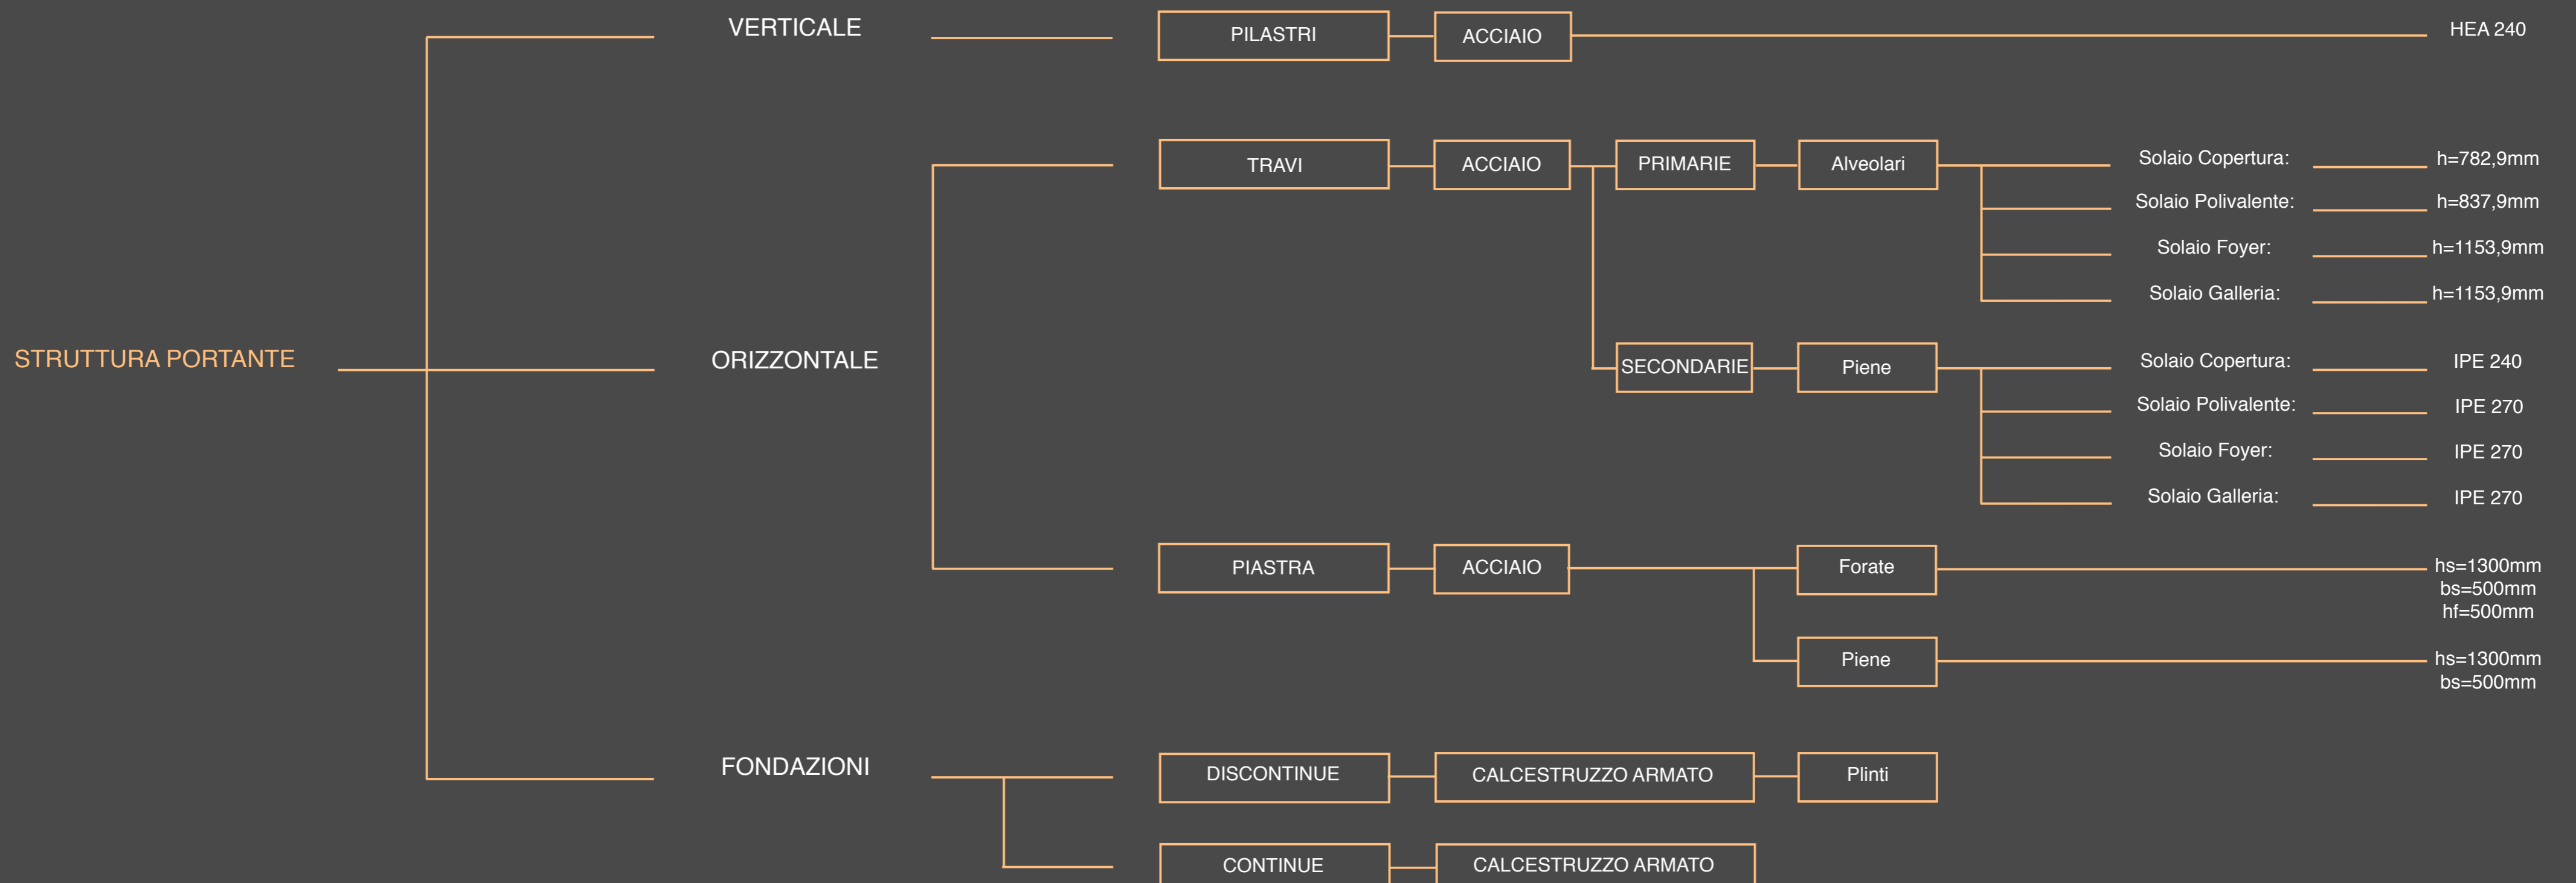 STRUTTURA PORTANTE
VERTICALE
PILASTRI
ACCIAIO
HEA 240
ORIZZONTALE
TRAVI
ACCIAIO
PRIMARIE
Alveolari
Solaio Copertura:
h=782,9mm
Solaio Polivalente:
h=837,9mm
Solaio Foyer:
h=1153,9mm
Solaio Galleria:
h=1153,9mm
SECONDARIE
Piene
Solaio Copertura:
IPE 240
Solaio Polivalente:
IPE 270
Solaio Foyer:
IPE 270
Solaio Galleria:
IPE 270
PIASTRA
ACCIAIO
Forate
hs=1300mm
bs=500mm
hf=500mm
Piene
hs=1300mm
bs=500mm
FONDAZIONI
DISCONTINUE
CALCESTRUZZO ARMATO
Plinti
CONTINUE
CALCESTRUZZO ARMATO